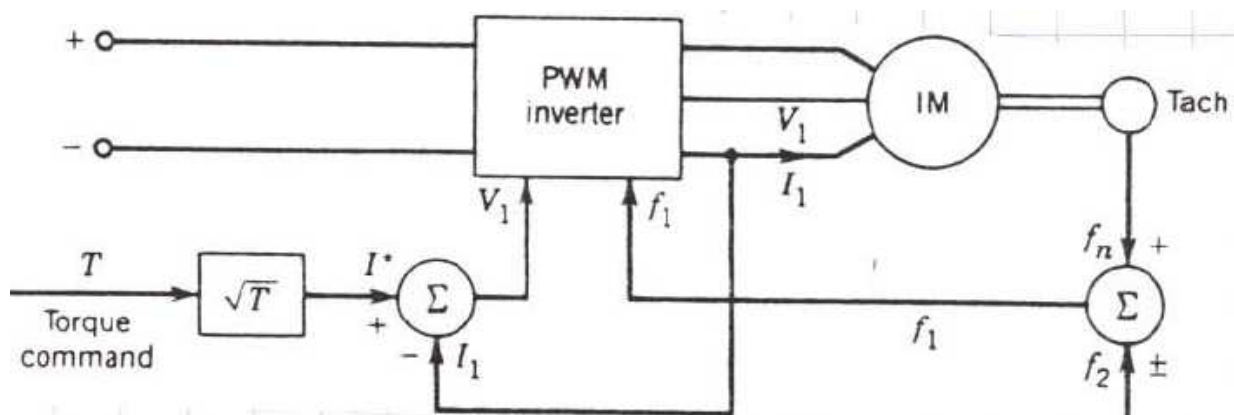 +
PWM
inverter
IM
Tach
V₁
−
I₁
V₁
f₁
T
√T
I*
Σ
+
−
I₁
Torque
command
fₙ
+
Σ
f₁
f₂
±